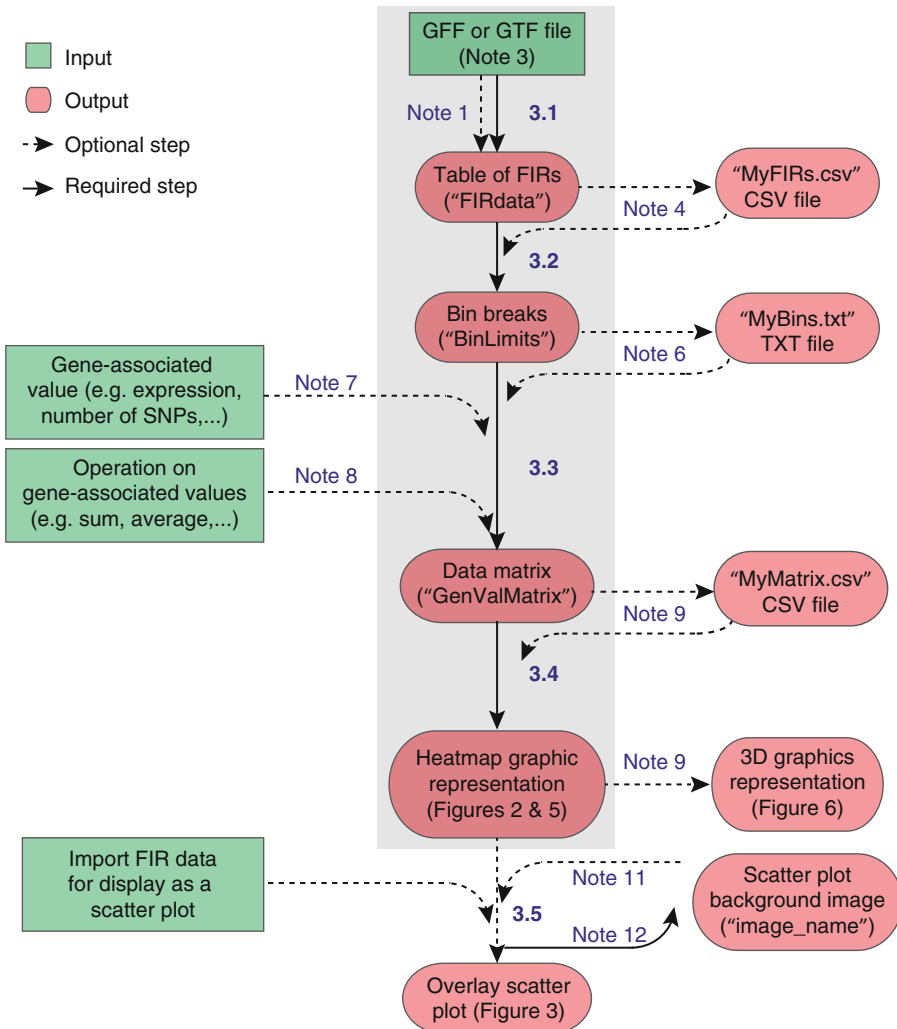 GFF or GTF file
(Note 3)
Input
Output
Optional step
Required step
Note 1
3.1
Table of FIRs
(“FIRdata”)
“MyFIRs.csv”
CSV file
Note 4
3.2
Bin breaks
(“BinLimits”)
“MyBins.txt”
TXT file
Note 6
Gene-associated
value (e.g. expression,
number of SNPs,...)
Note 7
Operation on
gene-associated values
(e.g. sum, average,...)
Note 8
3.3
Data matrix
(“GenValMatrix”)
“MyMatrix.csv”
CSV file
Note 9
3.4
Heatmap graphic
representation
(Figures 2 & 5)
Note 9
3D graphics
representation
(Figure 6)
Import FIR data
for display as a
scatter plot
Note 11
3.5
Note 12
Scatter plot
background image
(“image_name”)
Overlay scatter
plot (Figure 3)